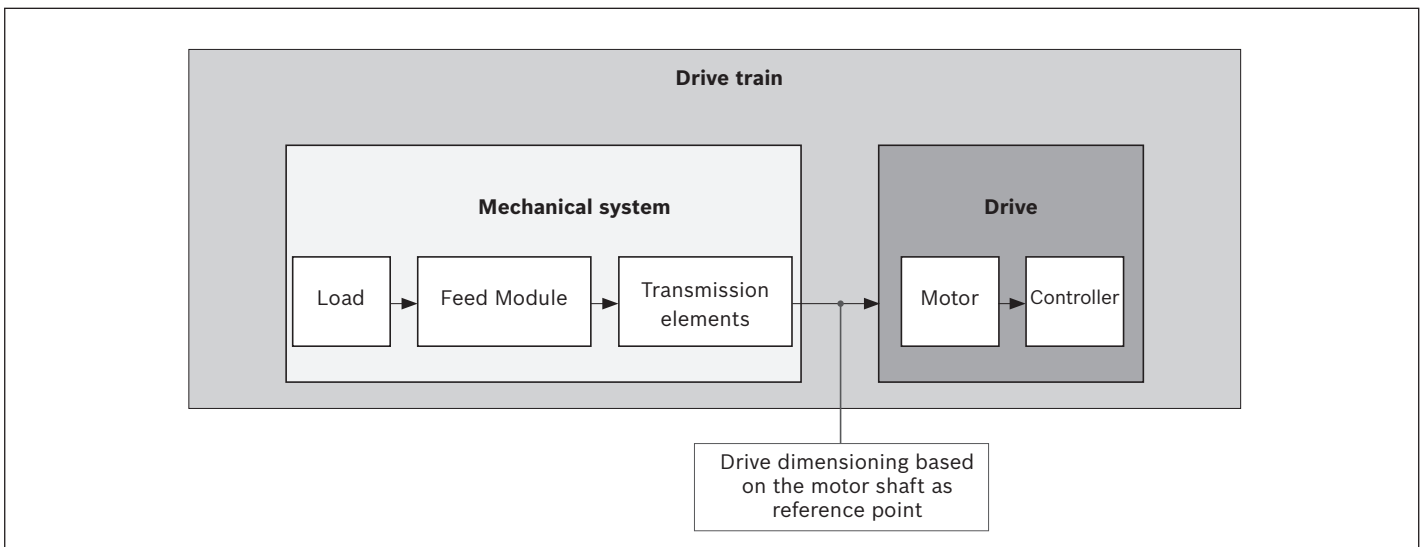 Drive train
Mechanical system
Drive
Load
Feed Module
Transmission
elements
Motor
Controller
Drive dimensioning based
on the motor shaft as
reference point